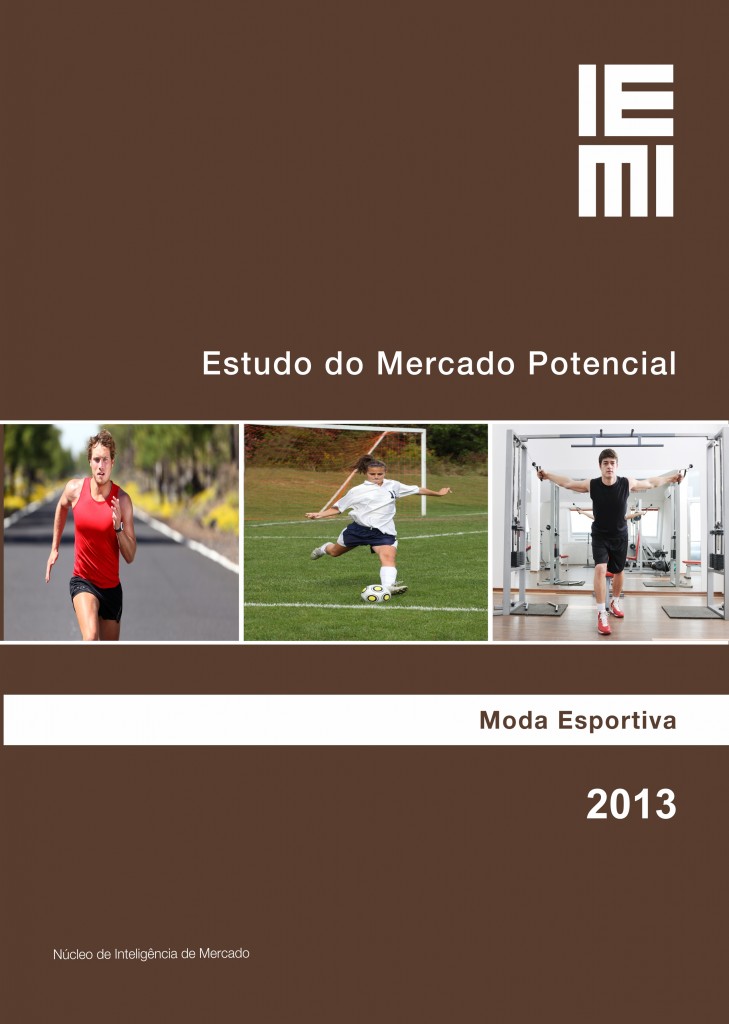 IE
MI
Estudo do Mercado Potencial
Moda Esportiva
2013
Núcleo de Inteligência de Mercado